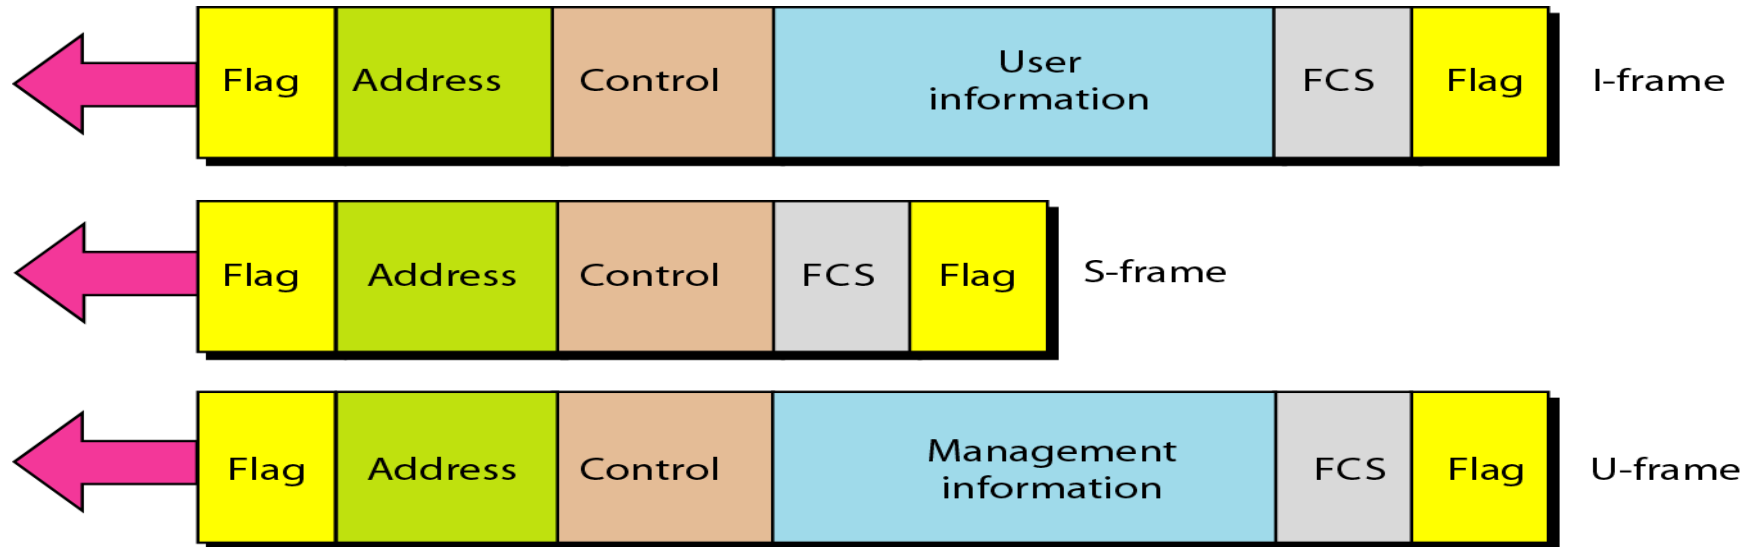 Flag Address Control User information FCS Flag I-frame
Flag Address Control FCS Flag S-frame
Flag Address Control Management information FCS Flag U-frame